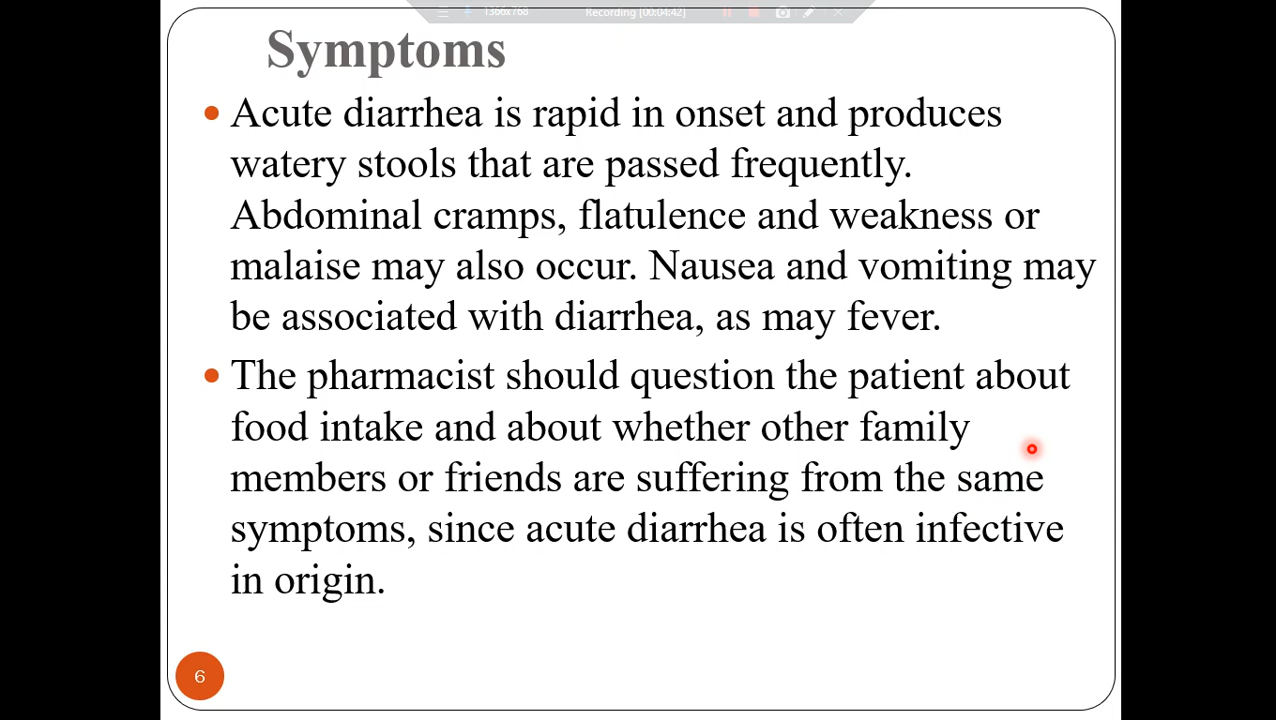 1366x768
Recording [00:04:42]
Symptoms
• Acute diarrhea is rapid in onset and produces
watery stools that are passed frequently.
Abdominal cramps, flatulence and weakness or
malaise may also occur. Nausea and vomiting may
be associated with diarrhea, as may fever.
• The pharmacist should question the patient about
food intake and about whether other family
members or friends are suffering from the same
symptoms, since acute diarrhea is often infective
in origin.
6